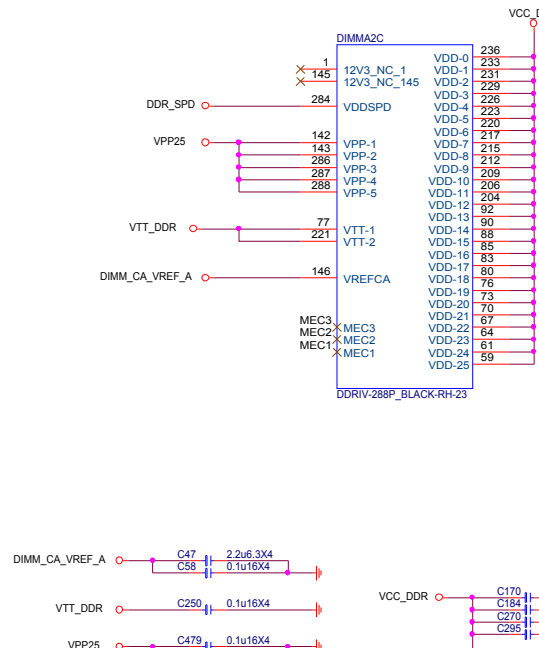 VCC_D
DIMMA2C
1 12V3_NC_1
145 12V3_NC_145
DDR_SPD 284 VDDSPD
VPP25 142 VPP-1
143 VPP-2
286 VPP-3
287 VPP-4
288 VPP-5
VTT_DDR 77 VTT-1
221 VTT-2
DIMM_CA_VREF_A 146 VREFCA
MEC3 MEC3
MEC2 MEC2
MEC1 MEC1
VDD-0 236
VDD-1 233
VDD-2 231
VDD-3 229
VDD-4 226
VDD-5 223
VDD-6 220
VDD-7 217
VDD-8 215
VDD-9 212
VDD-10 209
VDD-11 206
VDD-12 204
VDD-13 92
VDD-14 90
VDD-15 88
VDD-16 85
VDD-17 83
VDD-18 80
VDD-19 76
VDD-20 73
VDD-21 70
VDD-22 67
VDD-23 64
VDD-24 61
VDD-25 59
DDRIV-288P_BLACK-RH-23
DIMM_CA_VREF_A C47 2.2u6.3X4
C58 0.1u16X4
VTT_DDR C250 0.1u16X4
VPP25 C479 0.1u16X4
VCC_DDR C170
C184
C270
C295